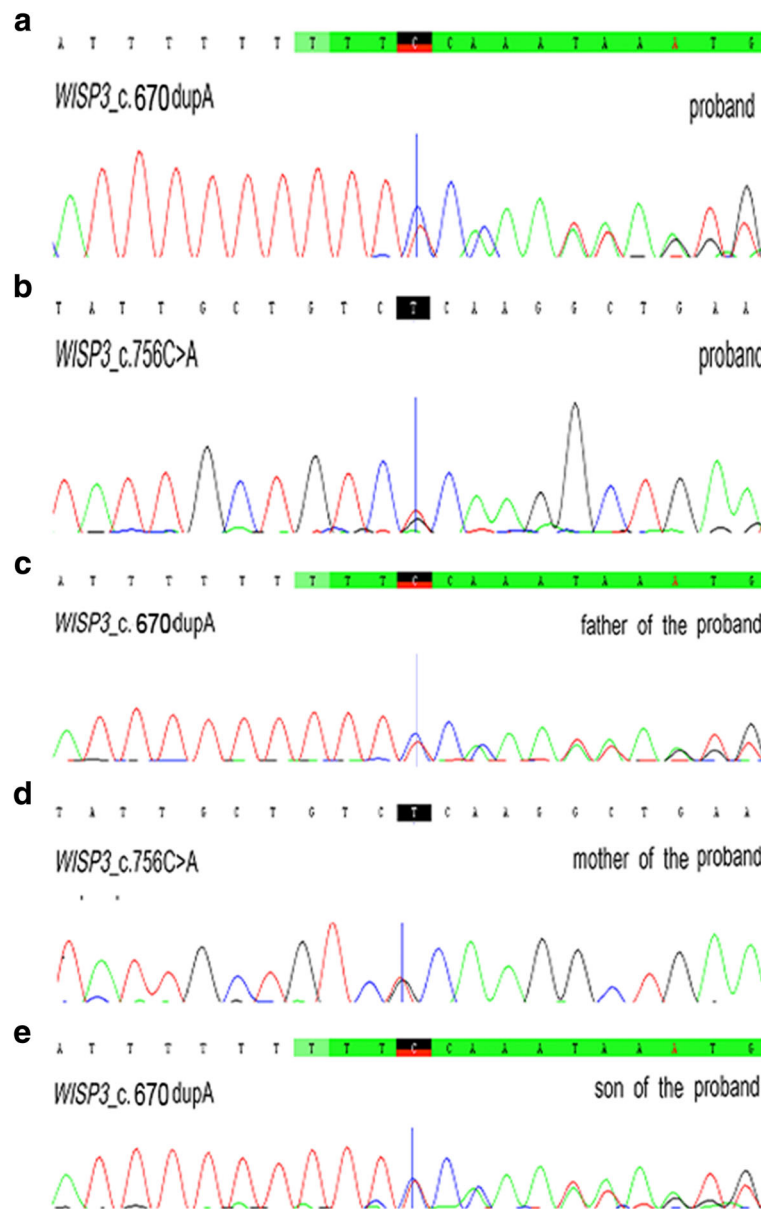 a
A T T T T T T T T T C C A A A T A A A T G
WISP3_c.670dupA proband
b
T A T T G C T G T C T C A A G G C T G A A
WISP3_c.756C>A proband
c
A T T T T T T T T T C C A A A T A A A T G
WISP3_c.670dupA father of the proband
d
T A T T G C T G T C T C A A G G C T G A A
WISP3_c.756C>A mother of the proband
e
A T T T T T T T T T C C A A A T A A A T G
WISP3_c.670dupA son of the proband